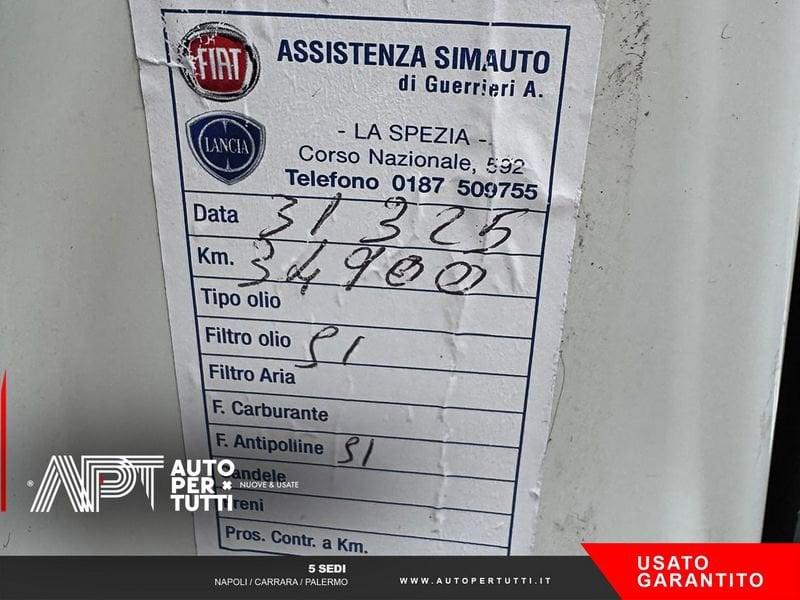 FIAT
ASSISTENZA SIMAUTO
di Guerrieri A.
LANCIA
- LA SPEZIA -
Corso Nazionale, 592
Telefono 0187 509755
Data 31 3 25
Km. 34900
Tipo olio
Filtro olio SI
Filtro Aria
F. Carburante
F. Antipolline SI
andele
reni
Pros. Contr. a Km.
® APT AUTO PER TUTTI NUOVE & USATE
5 SEDI
NAPOLI / CARRARA / PALERMO
WWW.AUTOPERTUTTI.IT
USATO
GARANTITO